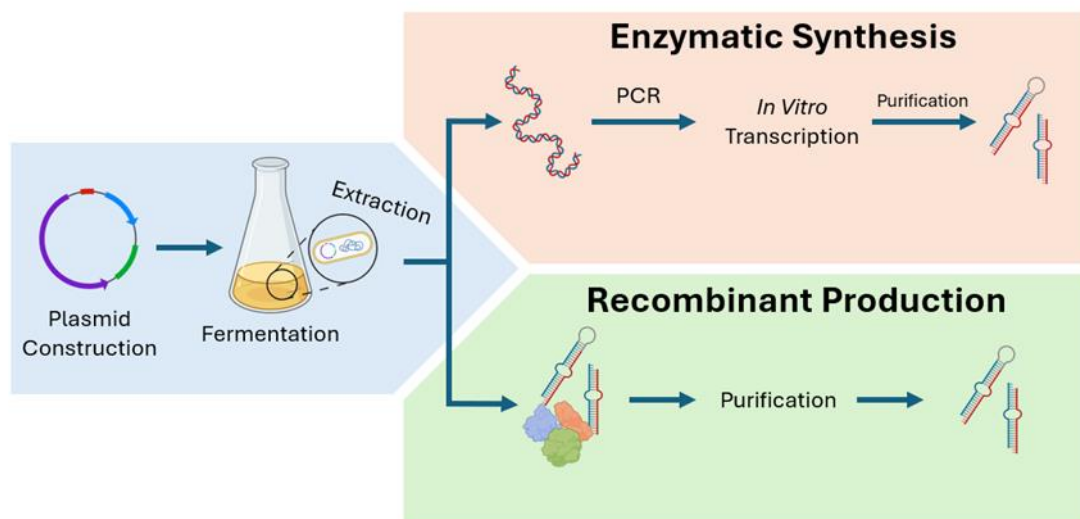 Enzymatic Synthesis
PCR
In Vitro
Transcription
Purification
Extraction
Plasmid
Construction
Fermentation
Recombinant Production
Purification